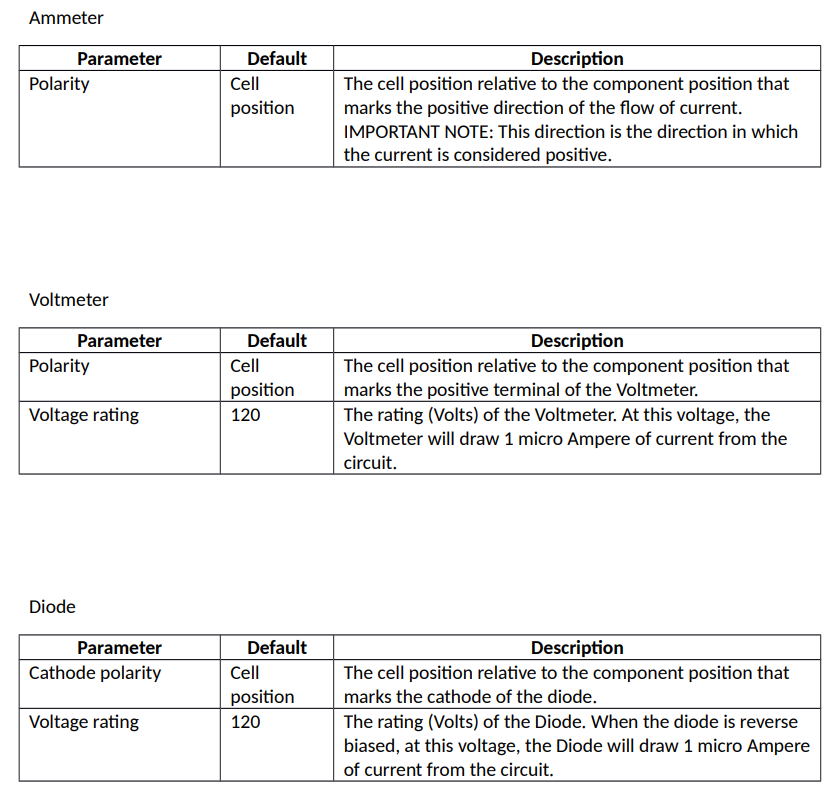 Ammeter
Parameter Default Description
Polarity Cell position The cell position relative to the component position that
marks the positive direction of the flow of current.
IMPORTANT NOTE: This direction is the direction in which
the current is considered positive.
Voltmeter
Parameter Default Description
Polarity Cell position The cell position relative to the component position that
marks the positive terminal of the Voltmeter.
Voltage rating 120 The rating (Volts) of the Voltmeter. At this voltage, the
Voltmeter will draw 1 micro Ampere of current from the
circuit.
Diode
Parameter Default Description
Cathode polarity Cell position The cell position relative to the component position that
marks the cathode of the diode.
Voltage rating 120 The rating (Volts) of the Diode. When the diode is reverse
biased, at this voltage, the Diode will draw 1 micro Ampere
of current from the circuit.